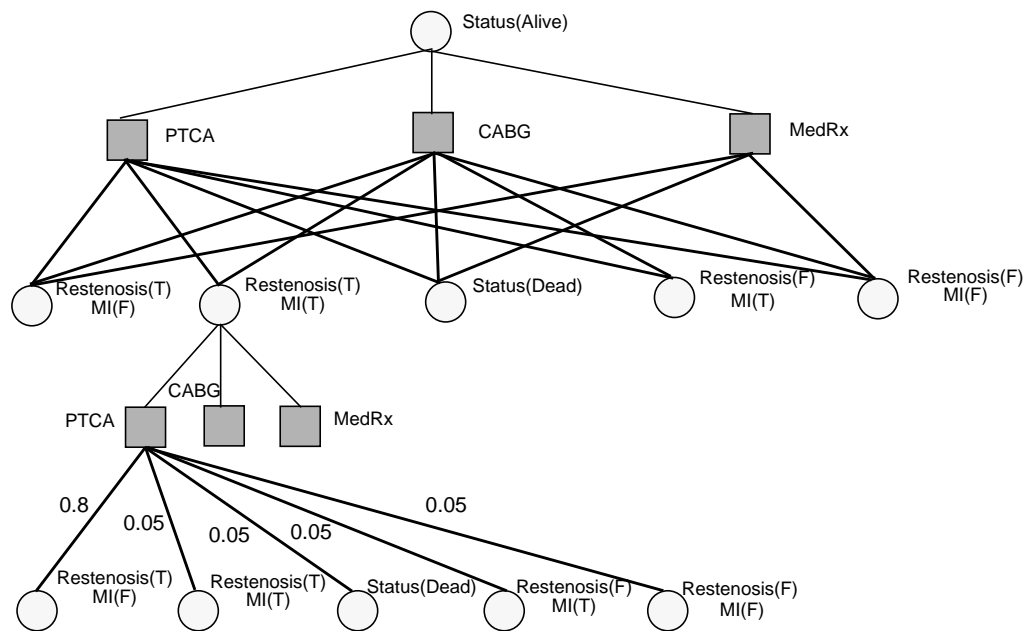 Status(Alive)
PTCA
CABG
MedRx
Restenosis(T)
MI(F)
Restenosis(T)
MI(T)
Status(Dead)
Restenosis(F)
MI(T)
Restenosis(F)
MI(F)
PTCA
CABG
MedRx
0.8
0.05
0.05
0.05
0.05
Restenosis(T)
MI(F)
Restenosis(T)
MI(T)
Status(Dead)
Restenosis(F)
MI(T)
Restenosis(F)
MI(F)